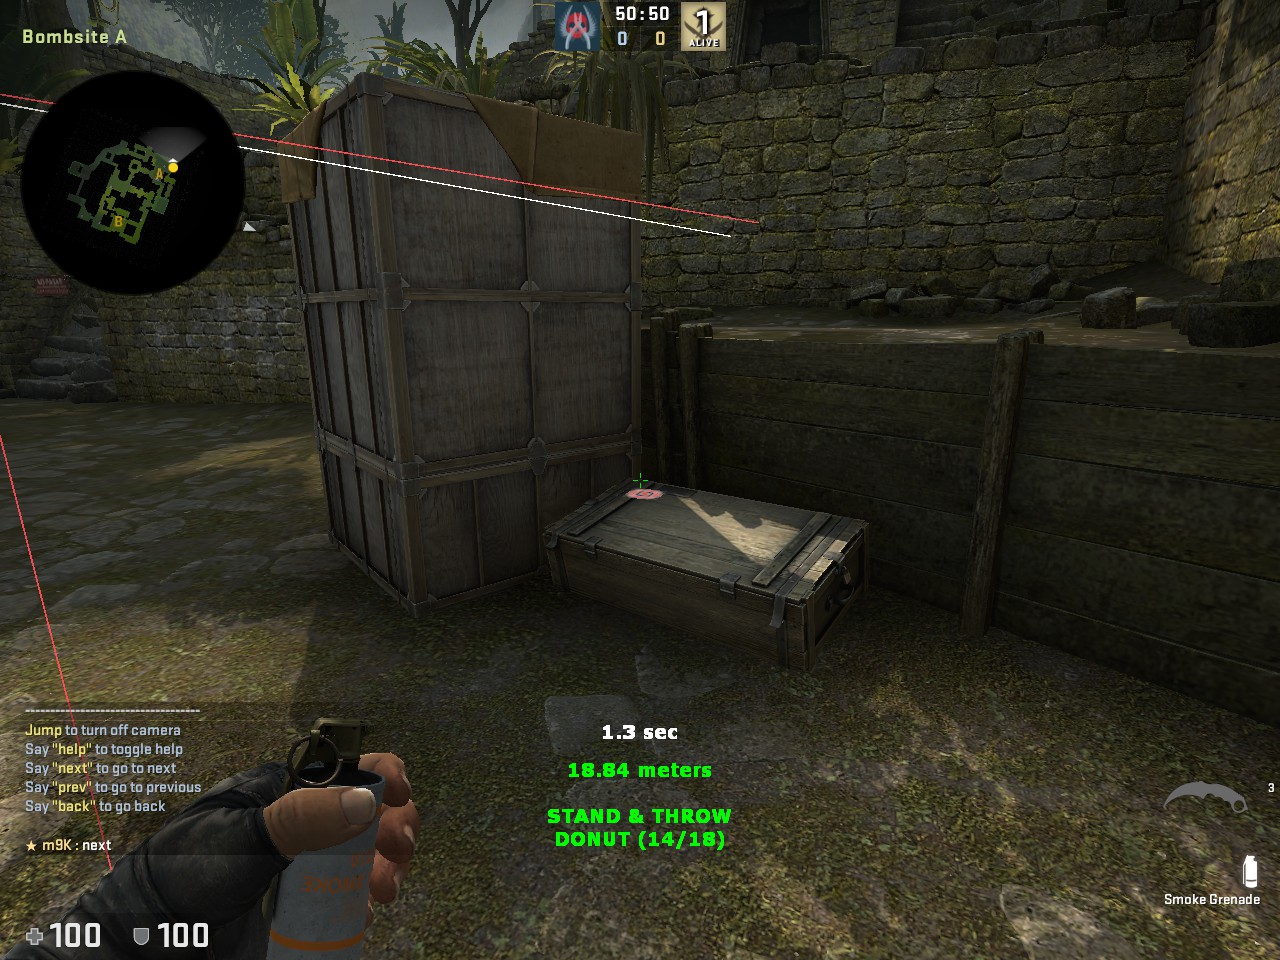 Bombsite A
50:50
0 0
1
ALIVE
A
B
----------------------------------
Jump to turn off camera
Say "help" to toggle help
Say "next" to go to next
Say "prev" to go to previous
Say "back" to go back
★ m9K : next
1.3 sec
18.84 meters
STAND & THROW
DONUT (14/18)
3
Smoke Grenade
100 100